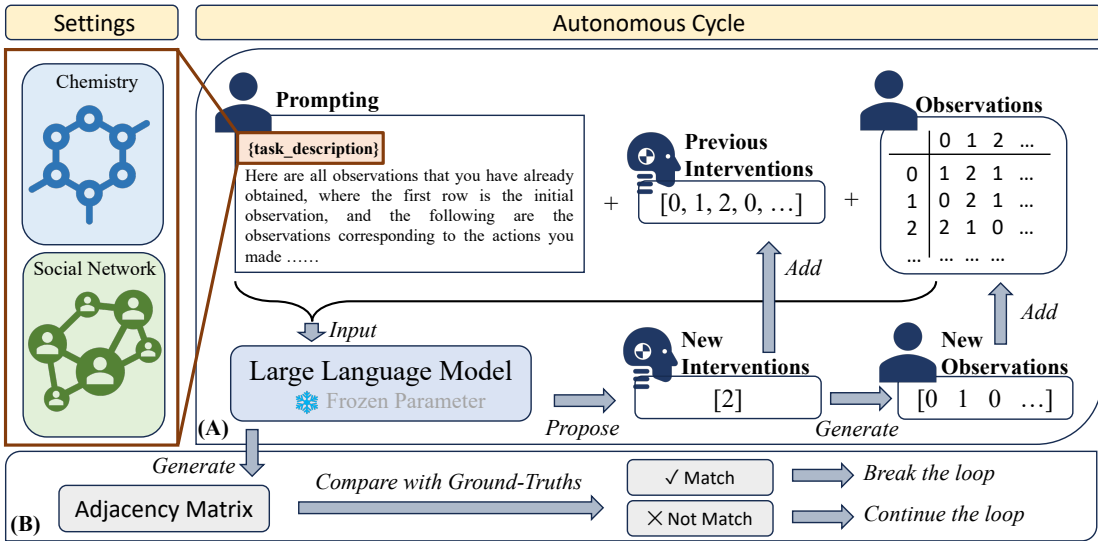 Settings
Autonomous Cycle
Chemistry
Social Network
Prompting
{task_description}
Here are all observations that you have already
obtained, where the first row is the initial
observation, and the following are the
observations corresponding to the actions you
made ……
+
Previous
Interventions
[0, 1, 2, 0, …]
+
Observations
0 1 2 …
0 1 2 1 …
1 0 2 1 …
2 2 1 0 …
… … … …
Add
Add
Input
Large Language Model
Frozen Parameter
Propose
New
Interventions
[2]
Generate
New
Observations
[0 1 0 …]
(A)
Generate
Adjacency Matrix
(B)
Compare with Ground-Truths
✓ Match
Break the loop
✕ Not Match
Continue the loop